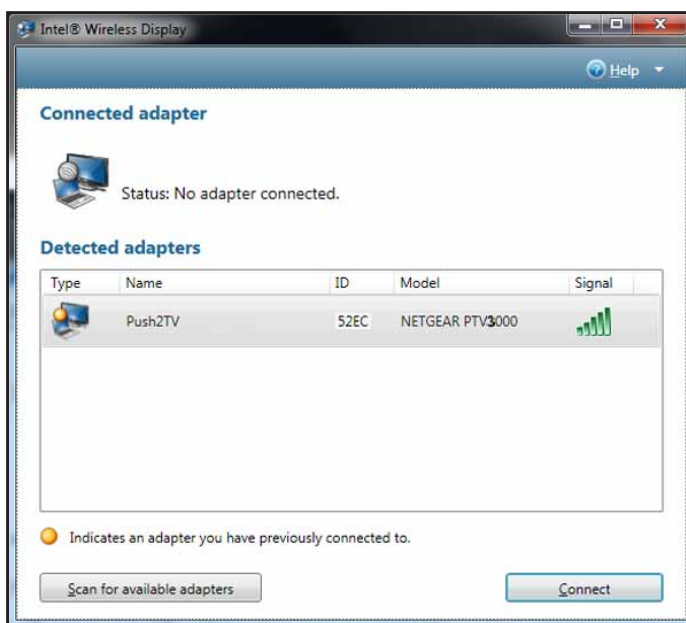 Intel® Wireless Display
Help
Connected adapter
Status: No adapter connected.
Detected adapters
Type Name ID Model Signal
Push2TV 52EC NETGEAR PTV3000
Indicates an adapter you have previously connected to.
Scan for available adapters Connect